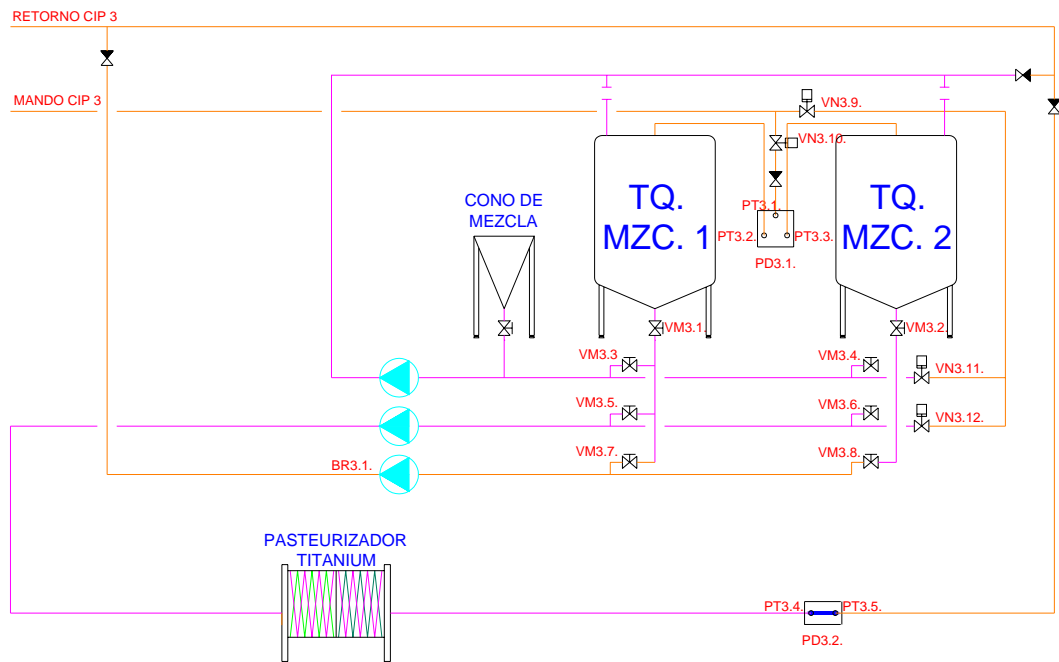 RETORNO CIP 3
MANDO CIP 3
VN3.9.
VN3.10.
CONO DE
MEZCLA
TQ.
MZC. 1
TQ.
MZC. 2
PT3.1.
PT3.2.
PT3.3.
PD3.1.
VM3.1.
VM3.2.
VM3.3
VM3.4.
VN3.11.
VM3.5.
VM3.6.
VN3.12.
VM3.7.
VM3.8.
BR3.1.
PASTEURIZADOR
TITANIUM
PT3.4.
PT3.5.
PD3.2.